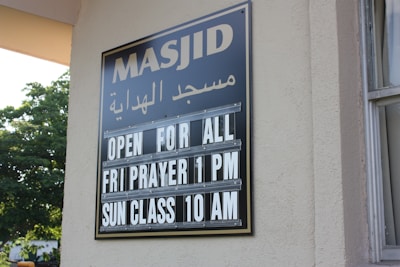 MASJID
مسجد الهداية
OPEN FOR ALL
FRI PRAYER 1 PM
SUN CLASS 10 AM